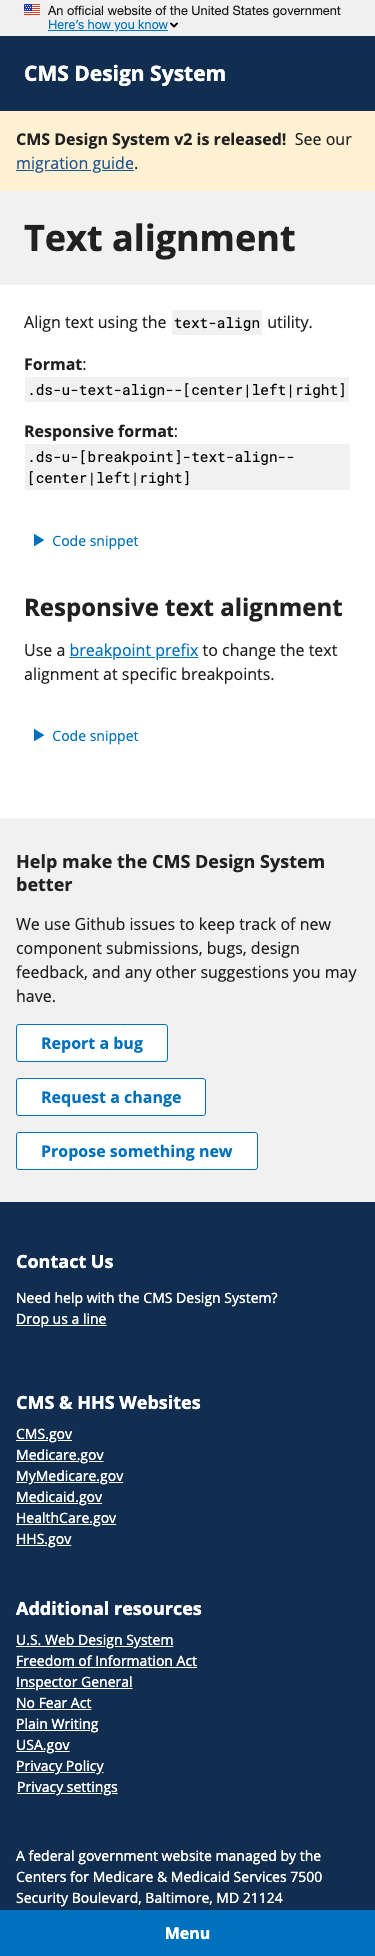 An official website of the United States government
Here's how you know
CMS Design System
CMS Design System v2 is released! See our
migration guide.
Text alignment
Align text using the text-align utility.
Format:
.ds-u-text-align--[center|left|right]
Responsive format:
.ds-u-[breakpoint]-text-align--
[center|left|right]
Code snippet
Responsive text alignment
Use a breakpoint prefix to change the text
alignment at specific breakpoints.
Code snippet
Help make the CMS Design System
better
We use Github issues to keep track of new
component submissions, bugs, design
feedback, and any other suggestions you may
have.
Report a bug
Request a change
Propose something new
Contact Us
Need help with the CMS Design System?
Drop us a line
CMS & HHS Websites
CMS.gov
Medicare.gov
MyMedicare.gov
Medicaid.gov
HealthCare.gov
HHS.gov
Additional resources
U.S. Web Design System
Freedom of Information Act
Inspector General
No Fear Act
Plain Writing
USA.gov
Privacy Policy
Privacy settings
A federal government website managed by the
Centers for Medicare & Medicaid Services 7500
Security Boulevard, Baltimore, MD 21124
Menu